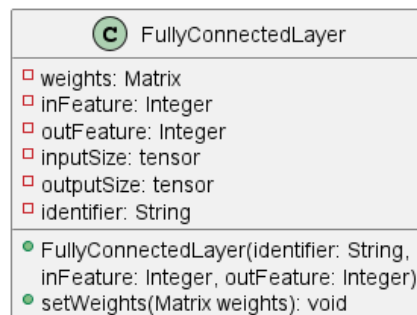 C FullyConnectedLayer
weights: Matrix
inFeature: Integer
outFeature: Integer
inputSize: tensor
outputSize: tensor
identifier: String
FullyConnectedLayer(identifier: String,
inFeature: Integer, outFeature: Integer)
setWeights(Matrix weights): void